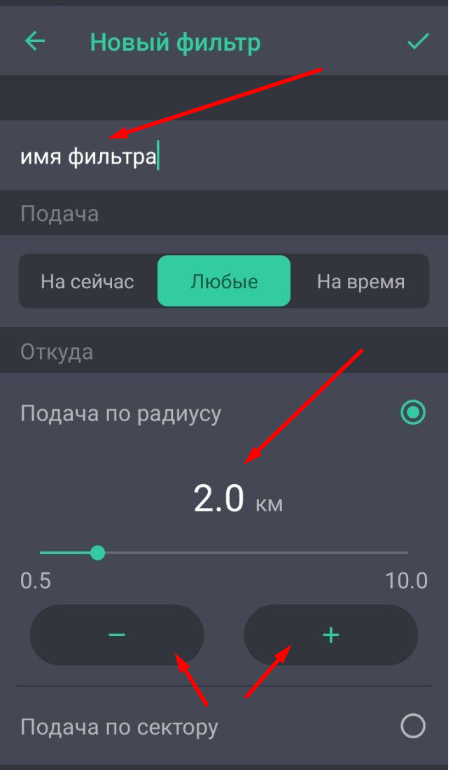 Новый фильтр
имя фильтра
Подача
На сейчас Любые На время
Откуда
Подача по радиусу
2.0 км
0.5 10.0
− +
Подача по сектору